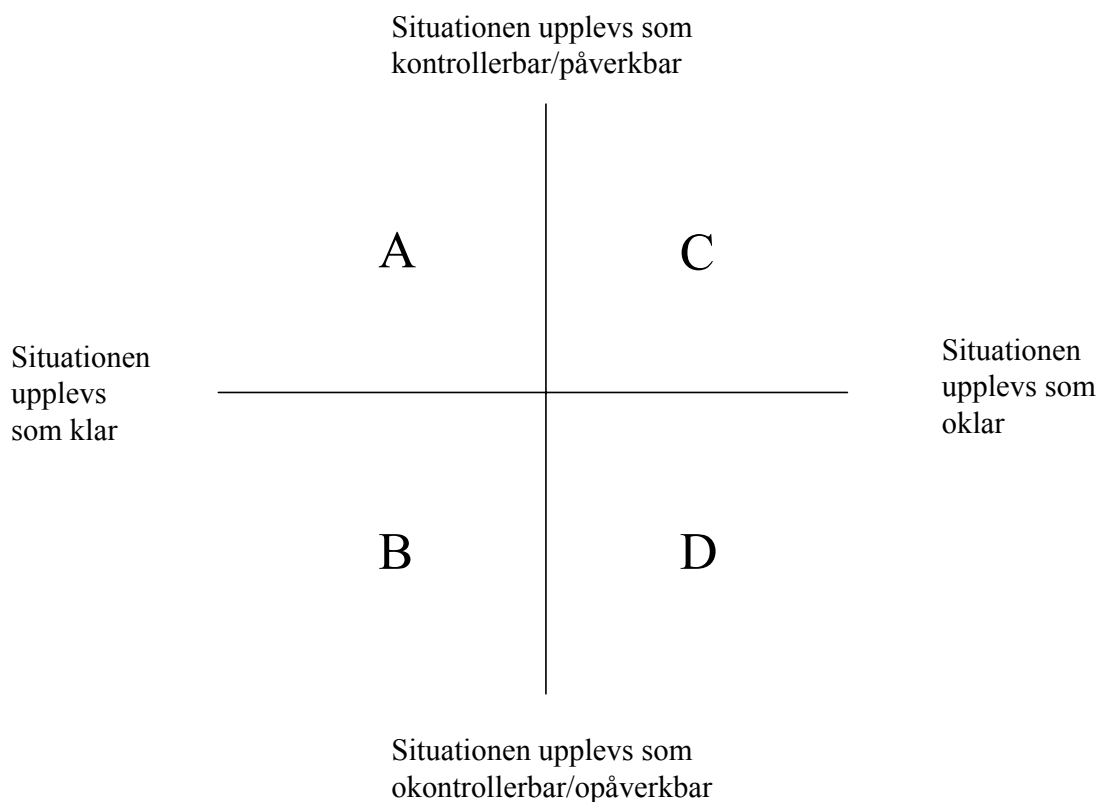 Situationen upplevs som
kontrollerbar/påverkbar
A
C
Situationen
upplevs
som klar
Situationen
upplevs som
oklar
B
D
Situationen upplevs som
okontrollerbar/opåverkbar